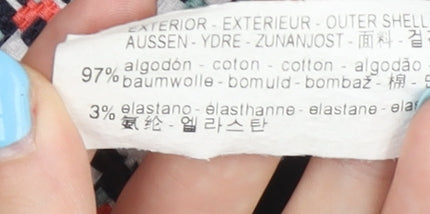 EXTERIOR - EXTÉRIEUR - OUTER SHELL
AUSSEN - YDRE - ZUNANJOST - 面料 -
97% algodón - coton - cotton - algodão
baumwolle - bomuld - bombaž - 棉 -
3% elastano - élasthanne - elastane -
氨纶 - 엘라스탄